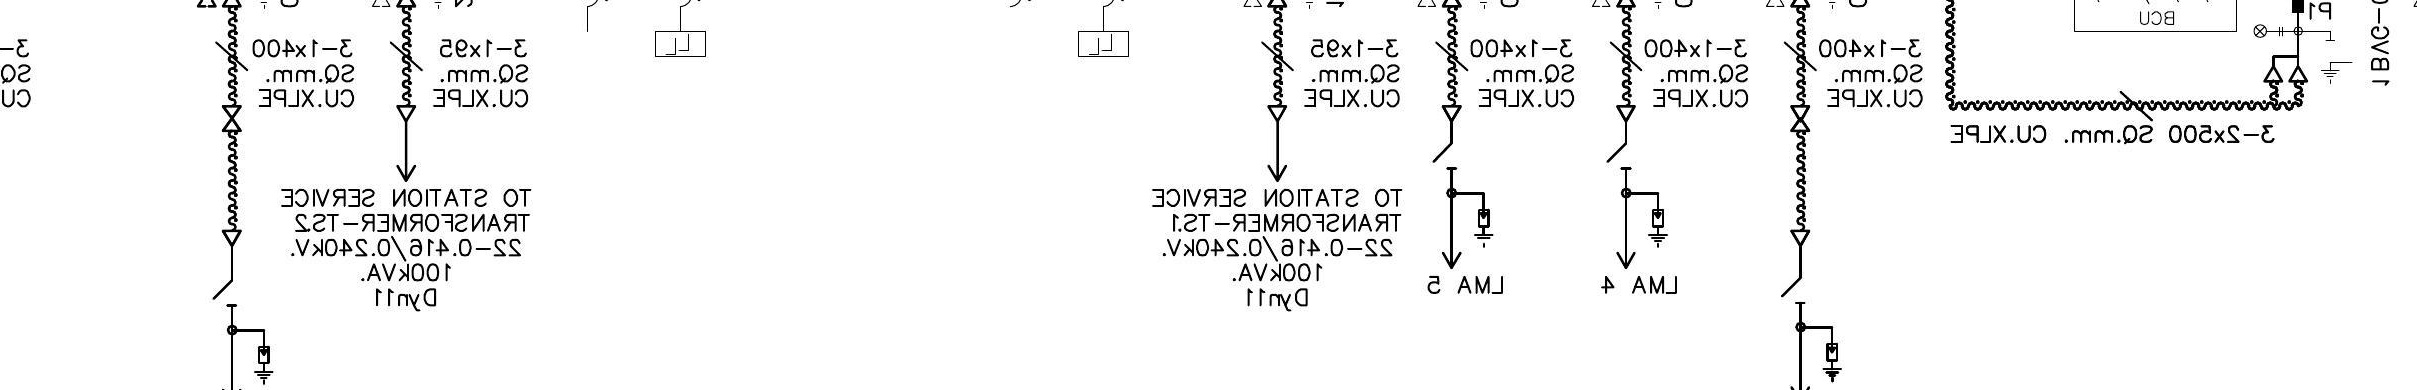 P1
BCU
1BVG-0
3-2x500 SQ.mm. CU.XLPE
3-1x400
SQ.mm.
CU.XLPE
3-1x400
SQ.mm.
CU.XLPE
LMA 4
3-1x400
SQ.mm.
CU.XLPE
LMA 5
3-1x95
SQ.mm.
CU.XLPE
TO STATION SERVICE
TRANSFORMER-TS.1
22-0.416/0.240kV.
100kVA.
Dyn11
3-1x95
SQ.mm.
CU.XLPE
TO STATION SERVICE
TRANSFORMER-TS.2
22-0.416/0.240kV.
100kVA.
Dyn11
3-1x400
SQ.mm.
CU.XLPE
3-
SQ
CU